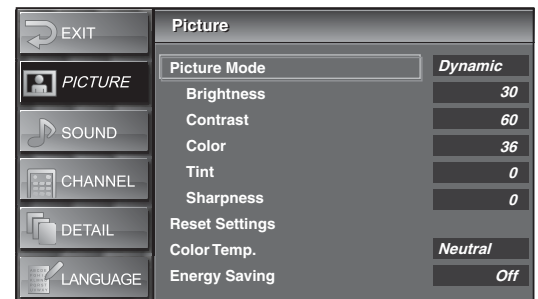 EXIT
PICTURE
SOUND
CHANNEL
DETAIL
LANGUAGE
Picture
Picture Mode Dynamic
Brightness 30
Contrast 60
Color 36
Tint 0
Sharpness 0
Reset Settings
Color Temp. Neutral
Energy Saving Off